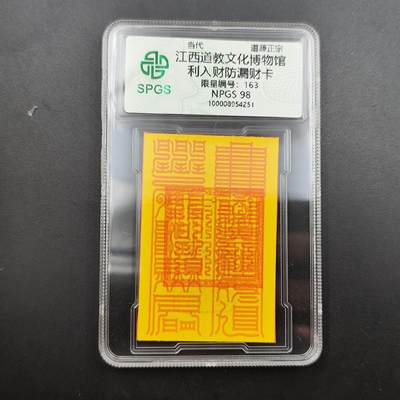 当代 道源正宗
江西道教文化博物馆
利入财防漏财卡
限量编号：163
NPGS 98
100008954251
SPGS